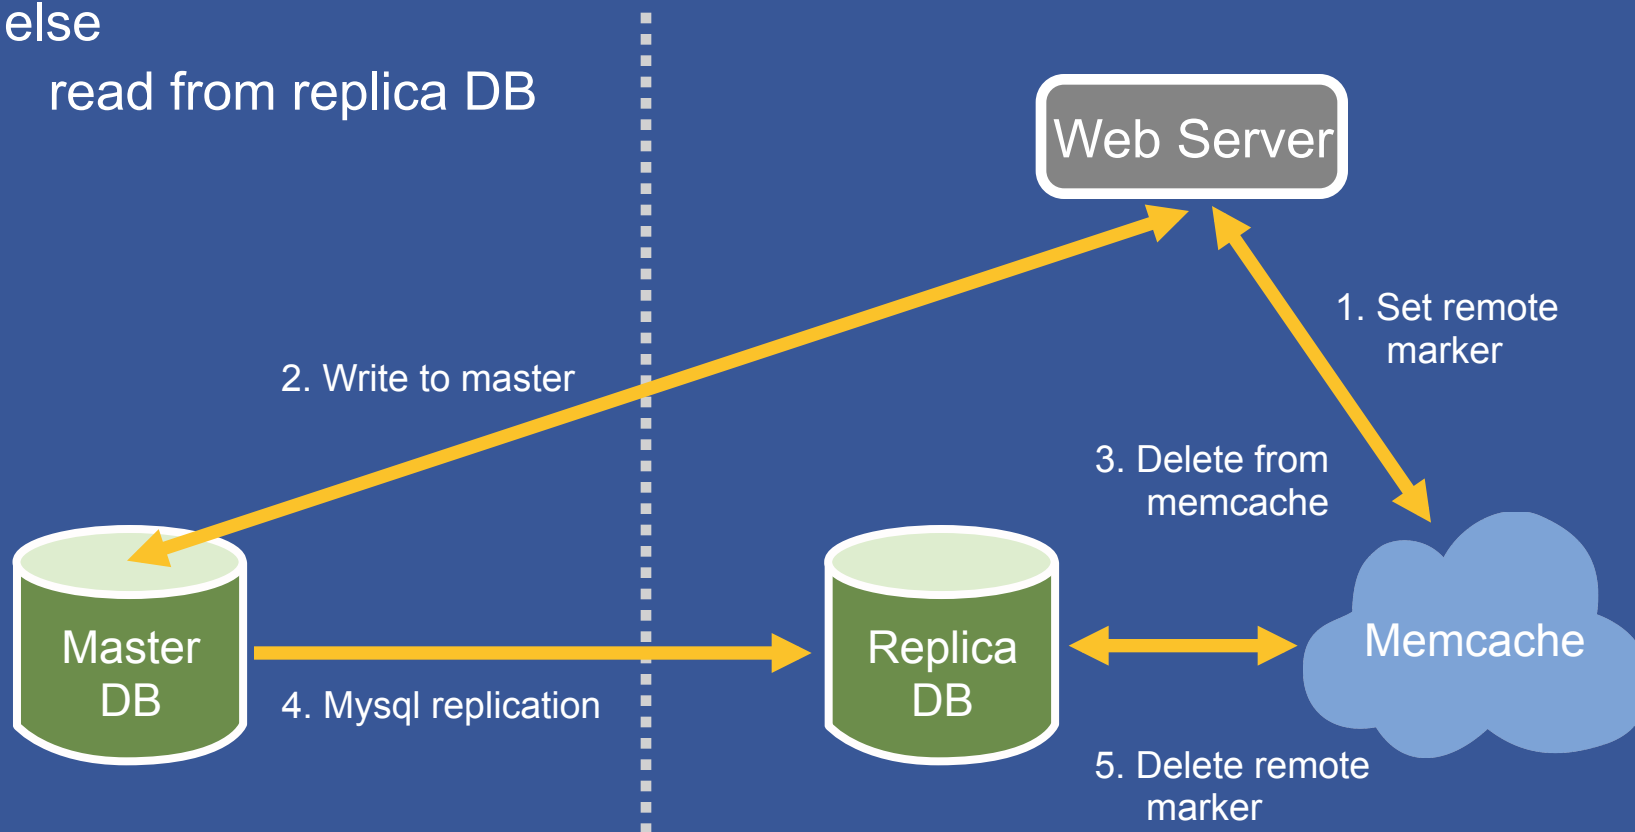 else
read from replica DB
Web Server
1. Set remote
marker
2. Write to master
3. Delete from
memcache
Master
DB
Replica
DB
Memcache
4. Mysql replication
5. Delete remote
marker